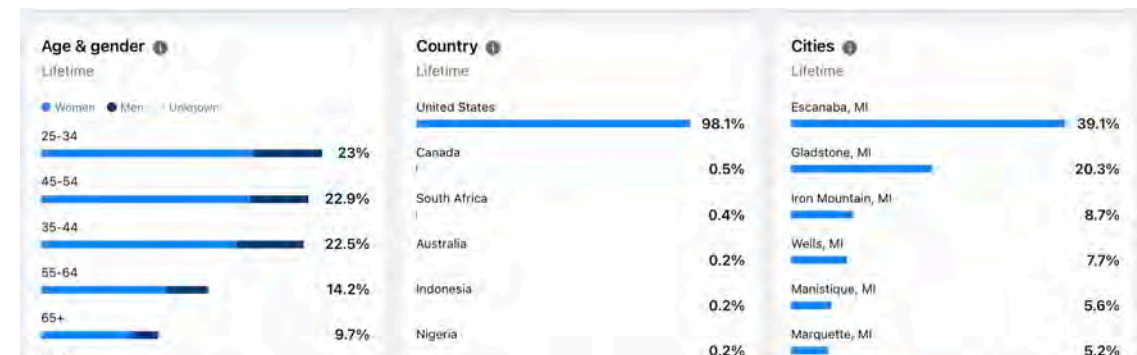 Age & gender
Lifetime
Women Men Unknown
25-34
23%
45-54
22.9%
35-44
22.5%
55-64
14.2%
65+
9.7%
Country
Lifetime
United States
98.1%
Canada
0.5%
South Africa
0.4%
Australia
0.2%
Indonesia
0.2%
Nigeria
0.2%
Cities
Lifetime
Escanaba, MI
39.1%
Gladstone, MI
20.3%
Iron Mountain, MI
8.7%
Wells, MI
7.7%
Manistique, MI
5.6%
Marquette, MI
5.2%